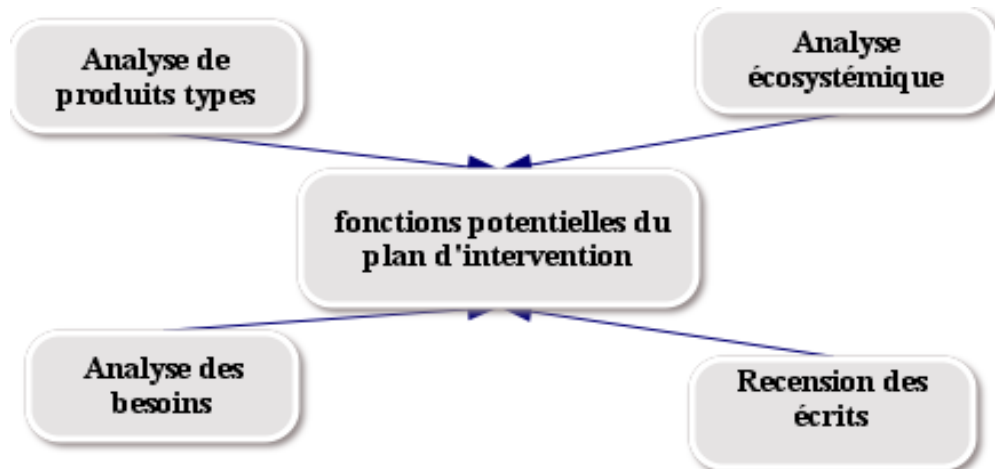 Analyse de
produits types
Analyse
écosystémique
fonctions potentielles du
plan d'intervention
Analyse des
besoins
Recension des
écrits